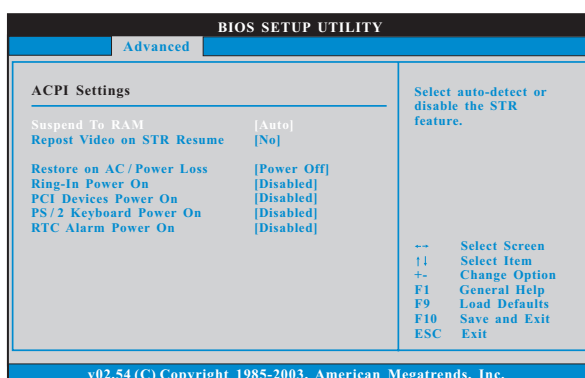 BIOS SETUP UTILITY
Advanced
ACPI Settings
Suspend To RAM [Auto]
Repost Video on STR Resume [No]
Restore on AC / Power Loss [Power Off]
Ring-In Power On [Disabled]
PCI Devices Power On [Disabled]
PS / 2 Keyboard Power On [Disabled]
RTC Alarm Power On [Disabled]
Select auto-detect or
disable the STR
feature.
←→ Select Screen
↑↓ Select Item
+- Change Option
F1 General Help
F9 Load Defaults
F10 Save and Exit
ESC Exit
v02.54 (C) Copyright 1985-2003, American Megatrends, Inc.